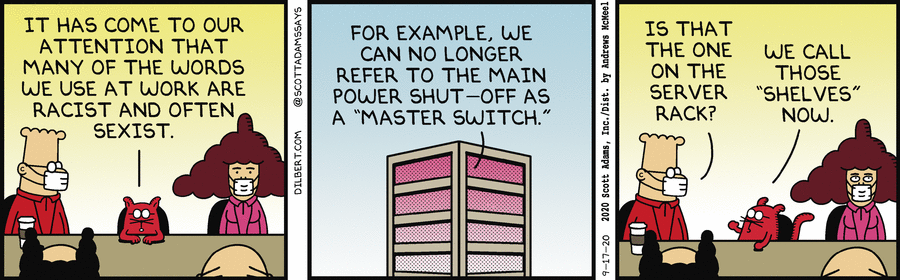 IT HAS COME TO OUR
ATTENTION THAT
MANY OF THE WORDS
WE USE AT WORK ARE
RACIST AND OFTEN
SEXIST.
DILBERT.COM @SCOTTADAMSSAYS
FOR EXAMPLE, WE
CAN NO LONGER
REFER TO THE MAIN
POWER SHUT–OFF AS
A “MASTER SWITCH.”
9-17-20 2020 Scott Adams, Inc./Dist. by Andrews McMeel
IS THAT
THE ONE
ON THE
SERVER
RACK?
WE CALL
THOSE
“SHELVES”
NOW.